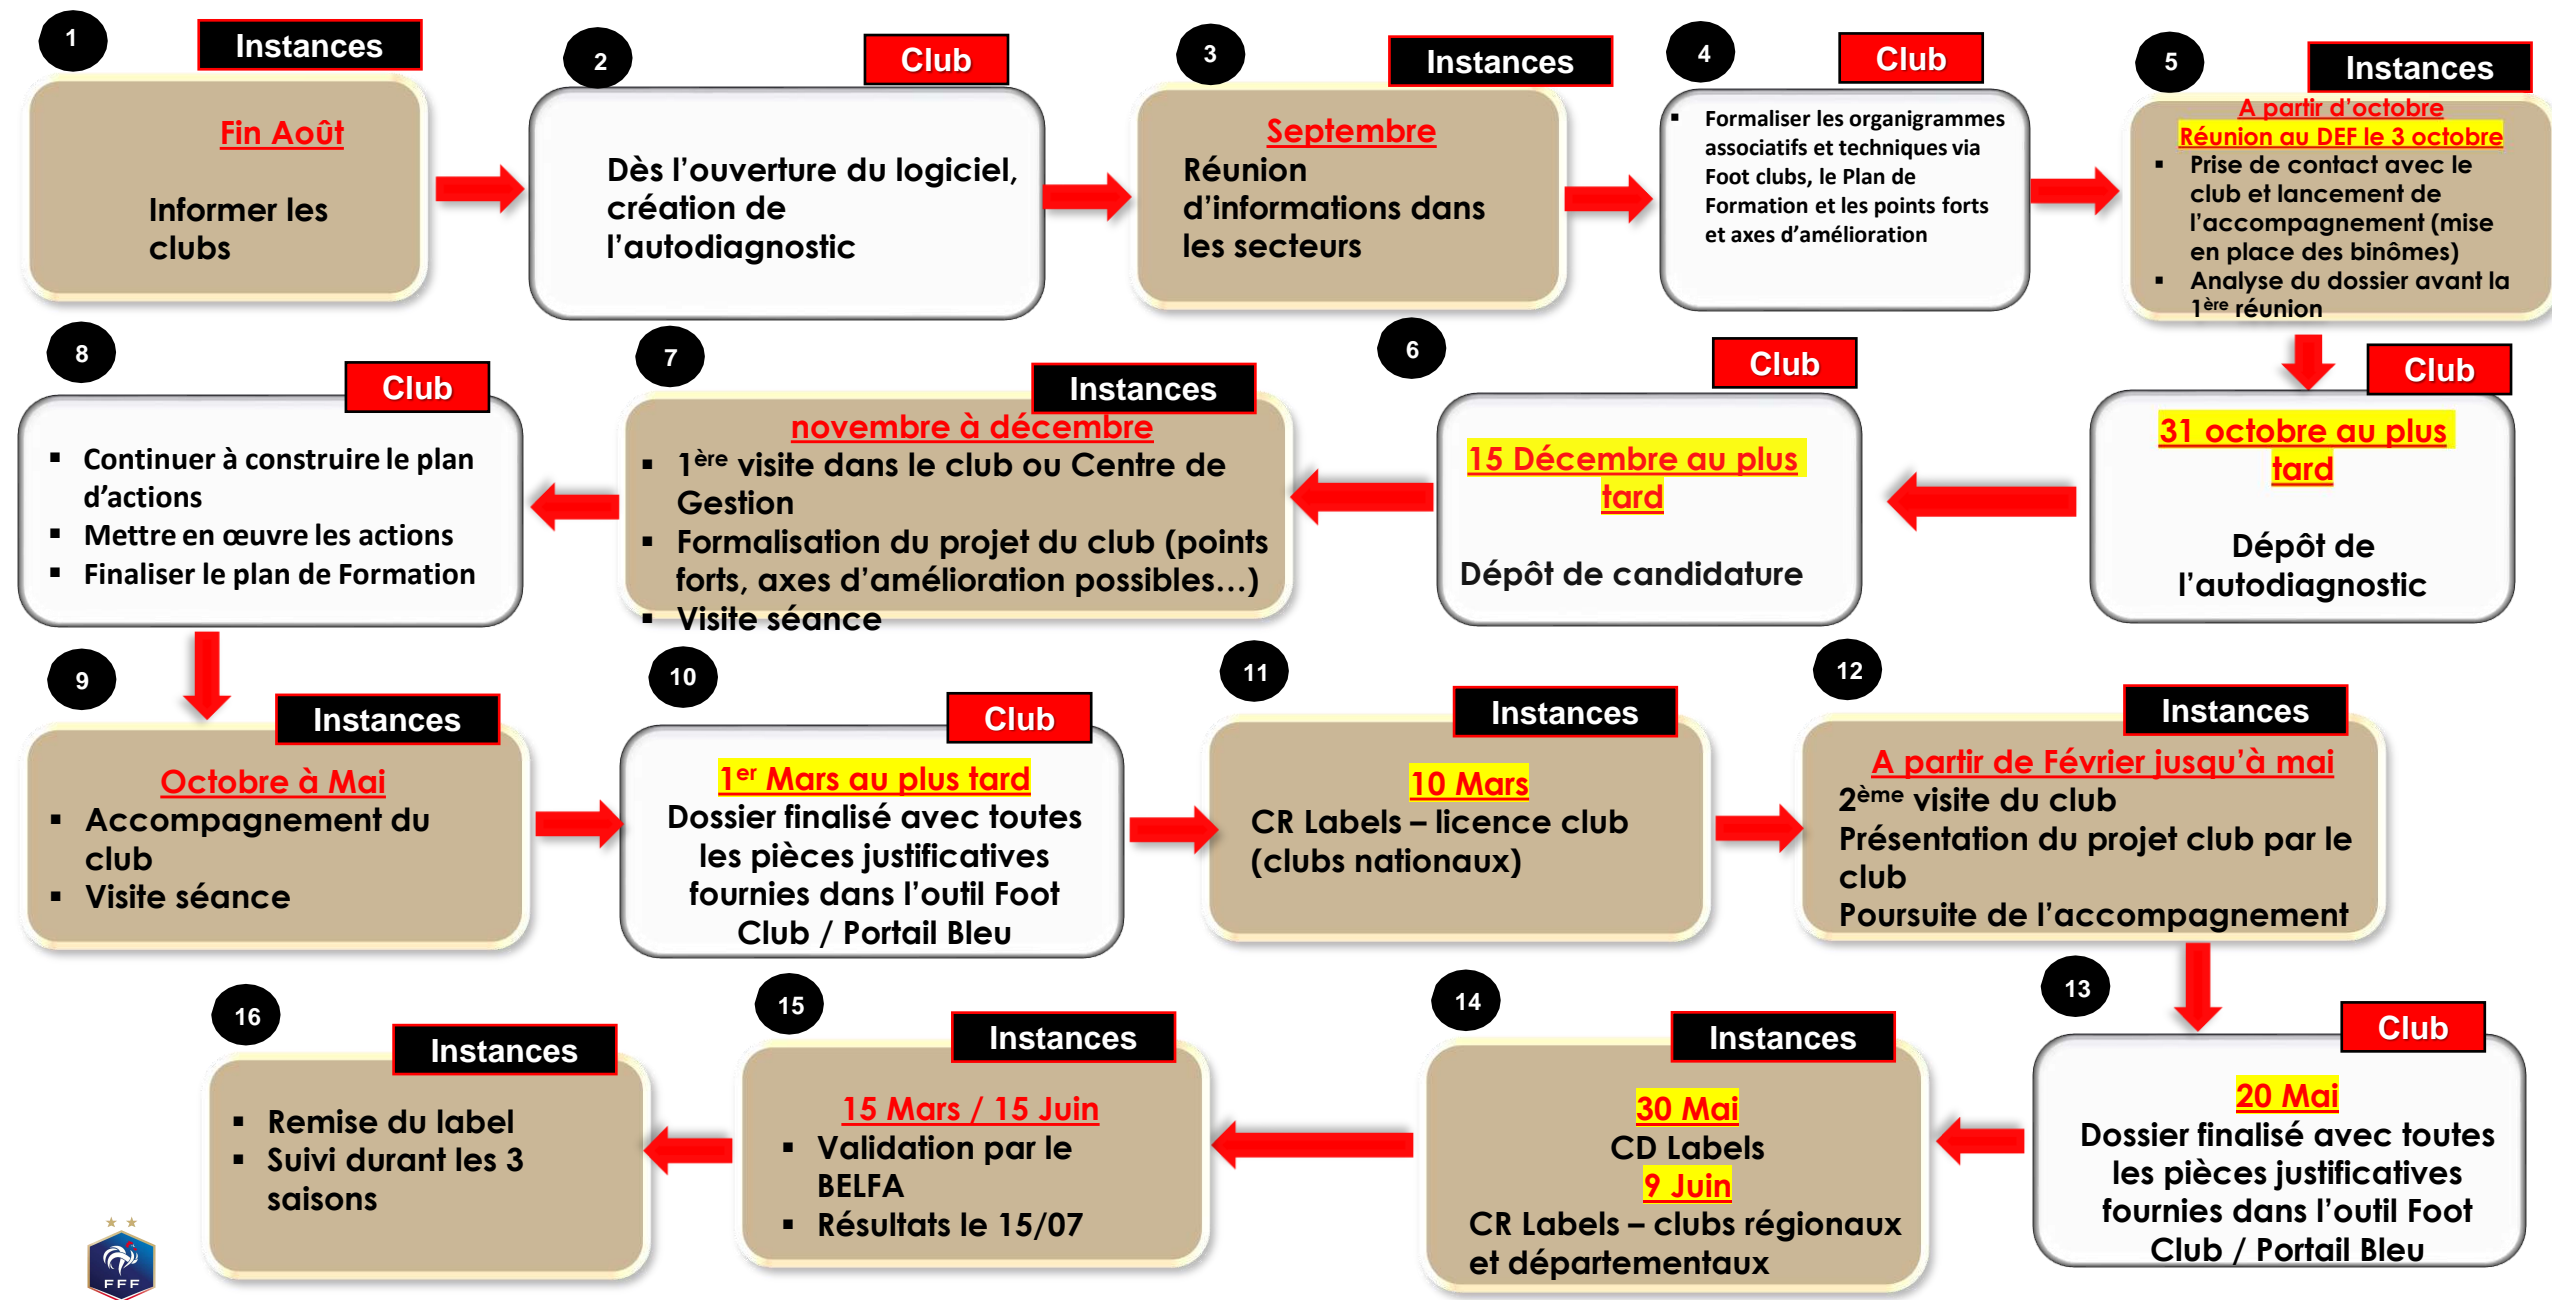 1
Instances
Fin Août
Informer les
clubs
2
Club
Dès l’ouverture du logiciel,
création de
l’autodiagnostic
3
Instances
Septembre
Réunion
d’informations dans
les secteurs
4
Club
▪ Formaliser les organigrammes
associatifs et techniques via
Foot clubs, le Plan de
Formation et les points forts
et axes d’amélioration
5
Instances
A partir d’octobre
Réunion au DEF le 3 octobre
▪ Prise de contact avec le
club et lancement de
l’accompagnement (mise
en place des binômes)
▪ Analyse du dossier avant la
1ère réunion
Club
31 octobre au plus
tard
Dépôt de
l’autodiagnostic
6
Club
15 Décembre au plus
tard
Dépôt de candidature
7
Instances
novembre à décembre
▪ 1ère visite dans le club ou Centre de
Gestion
▪ Formalisation du projet du club (points
forts, axes d’amélioration possibles…)
▪ Visite séance
8
Club
▪ Continuer à construire le plan
d’actions
▪ Mettre en œuvre les actions
▪ Finaliser le plan de Formation
9
Instances
Octobre à Mai
▪ Accompagnement du
club
▪ Visite séance
10
Club
1er Mars au plus tard
Dossier finalisé avec toutes
les pièces justificatives
fournies dans l’outil Foot
Club / Portail Bleu
11
Instances
10 Mars
CR Labels – licence club
(clubs nationaux)
12
Instances
A partir de Février jusqu’à mai
2ème visite du club
Présentation du projet club par le
club
Poursuite de l’accompagnement
13
Club
20 Mai
Dossier finalisé avec toutes
les pièces justificatives
fournies dans l’outil Foot
Club / Portail Bleu
14
Instances
30 Mai
CD Labels
9 Juin
CR Labels – clubs régionaux
et départementaux
15
Instances
15 Mars / 15 Juin
▪ Validation par le
BELFA
▪ Résultats le 15/07
16
Instances
▪ Remise du label
▪ Suivi durant les 3
saisons
FFF